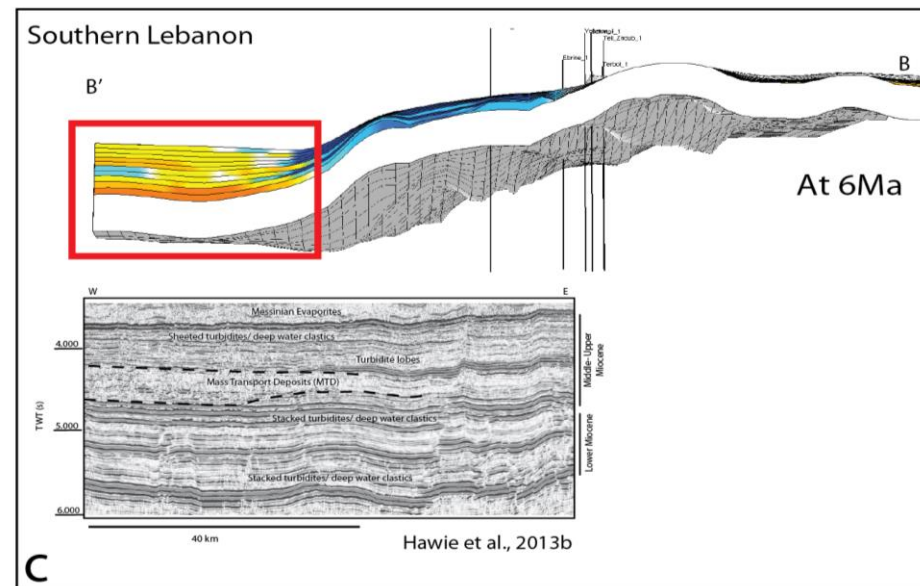 Southern Lebanon
B'
B
Ebrine_1
Tell_Znoub_1
Terbol_1
At 6Ma
W
E
Messinian Evaporites
Sheeted turbidites/ deep water clastics
4.000
Turbidite lobes
Mass Transport Deposits (MTD)
Middle-Upper
Miocene
Stacked turbidites/ deep water clastics
TWT (s)
5.000
Lower Miocene
Stacked turbidites/ deep water clastics
6.000
40 km
Hawie et al., 2013b
C